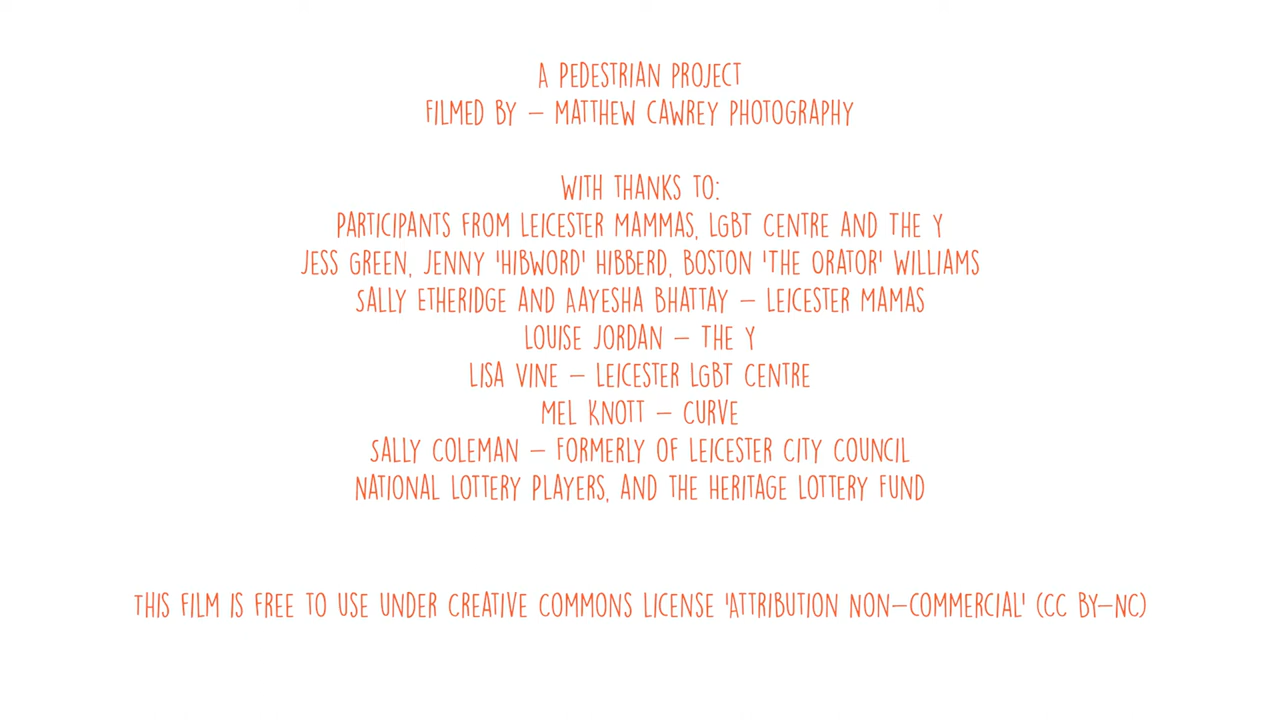 A PEDESTRIAN PROJECT
FILMED BY – MATTHEW CAWREY PHOTOGRAPHY
WITH THANKS TO:
PARTICIPANTS FROM LEICESTER MAMMAS, LGBT CENTRE AND THE Y
JESS GREEN, JENNY 'HIBWORD' HIBBERD, BOSTON 'THE ORATOR' WILLIAMS
SALLY ETHERIDGE AND AAYESHA BHATTAY – LEICESTER MAMAS
LOUISE JORDAN – THE Y
LISA VINE – LEICESTER LGBT CENTRE
MEL KNOTT – CURVE
SALLY COLEMAN – FORMERLY OF LEICESTER CITY COUNCIL
NATIONAL LOTTERY PLAYERS, AND THE HERITAGE LOTTERY FUND
THIS FILM IS FREE TO USE UNDER CREATIVE COMMONS LICENSE 'ATTRIBUTION NON-COMMERCIAL' (CC BY-NC)